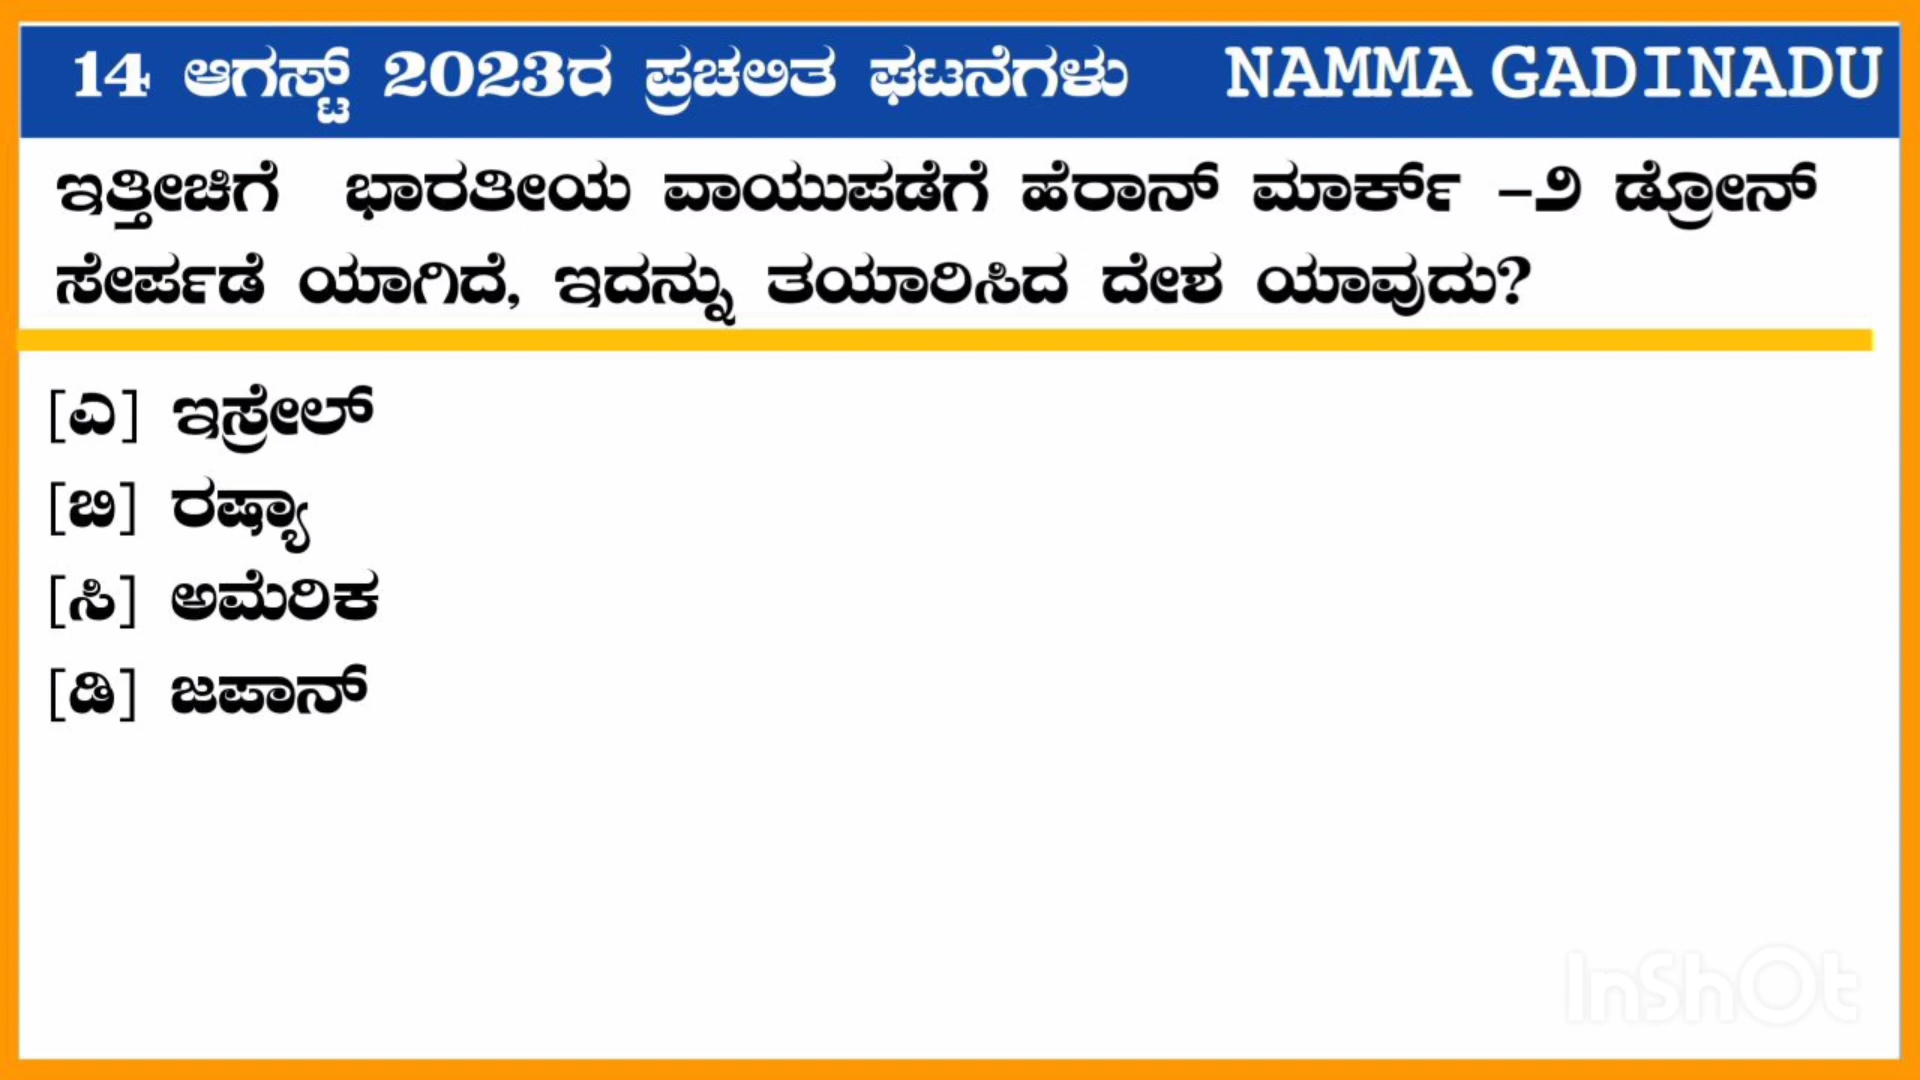 14 ಆಗಸ್ಟ್ 2023ರ ಪ್ರಚಲಿತ ಘಟನೆಗಳು NAMMA GADINADU
ಇತ್ತೀಚಿಗೆ ಭಾರತೀಯ ವಾಯುಪಡೆಗೆ ಹೆರಾನ್ ಮಾರ್ಕ್ -೨ ಡ್ರೋನ್
ಸೇರ್ಪಡೆ ಯಾಗಿದೆ, ಇದನ್ನು ತಯಾರಿಸಿದ ದೇಶ ಯಾವುದು?
[ಎ] ಇಸ್ರೇಲ್
[ಬಿ] ರಷ್ಯಾ
[ಸಿ] ಅಮೆರಿಕ
[ಡಿ] ಜಪಾನ್
InShOt